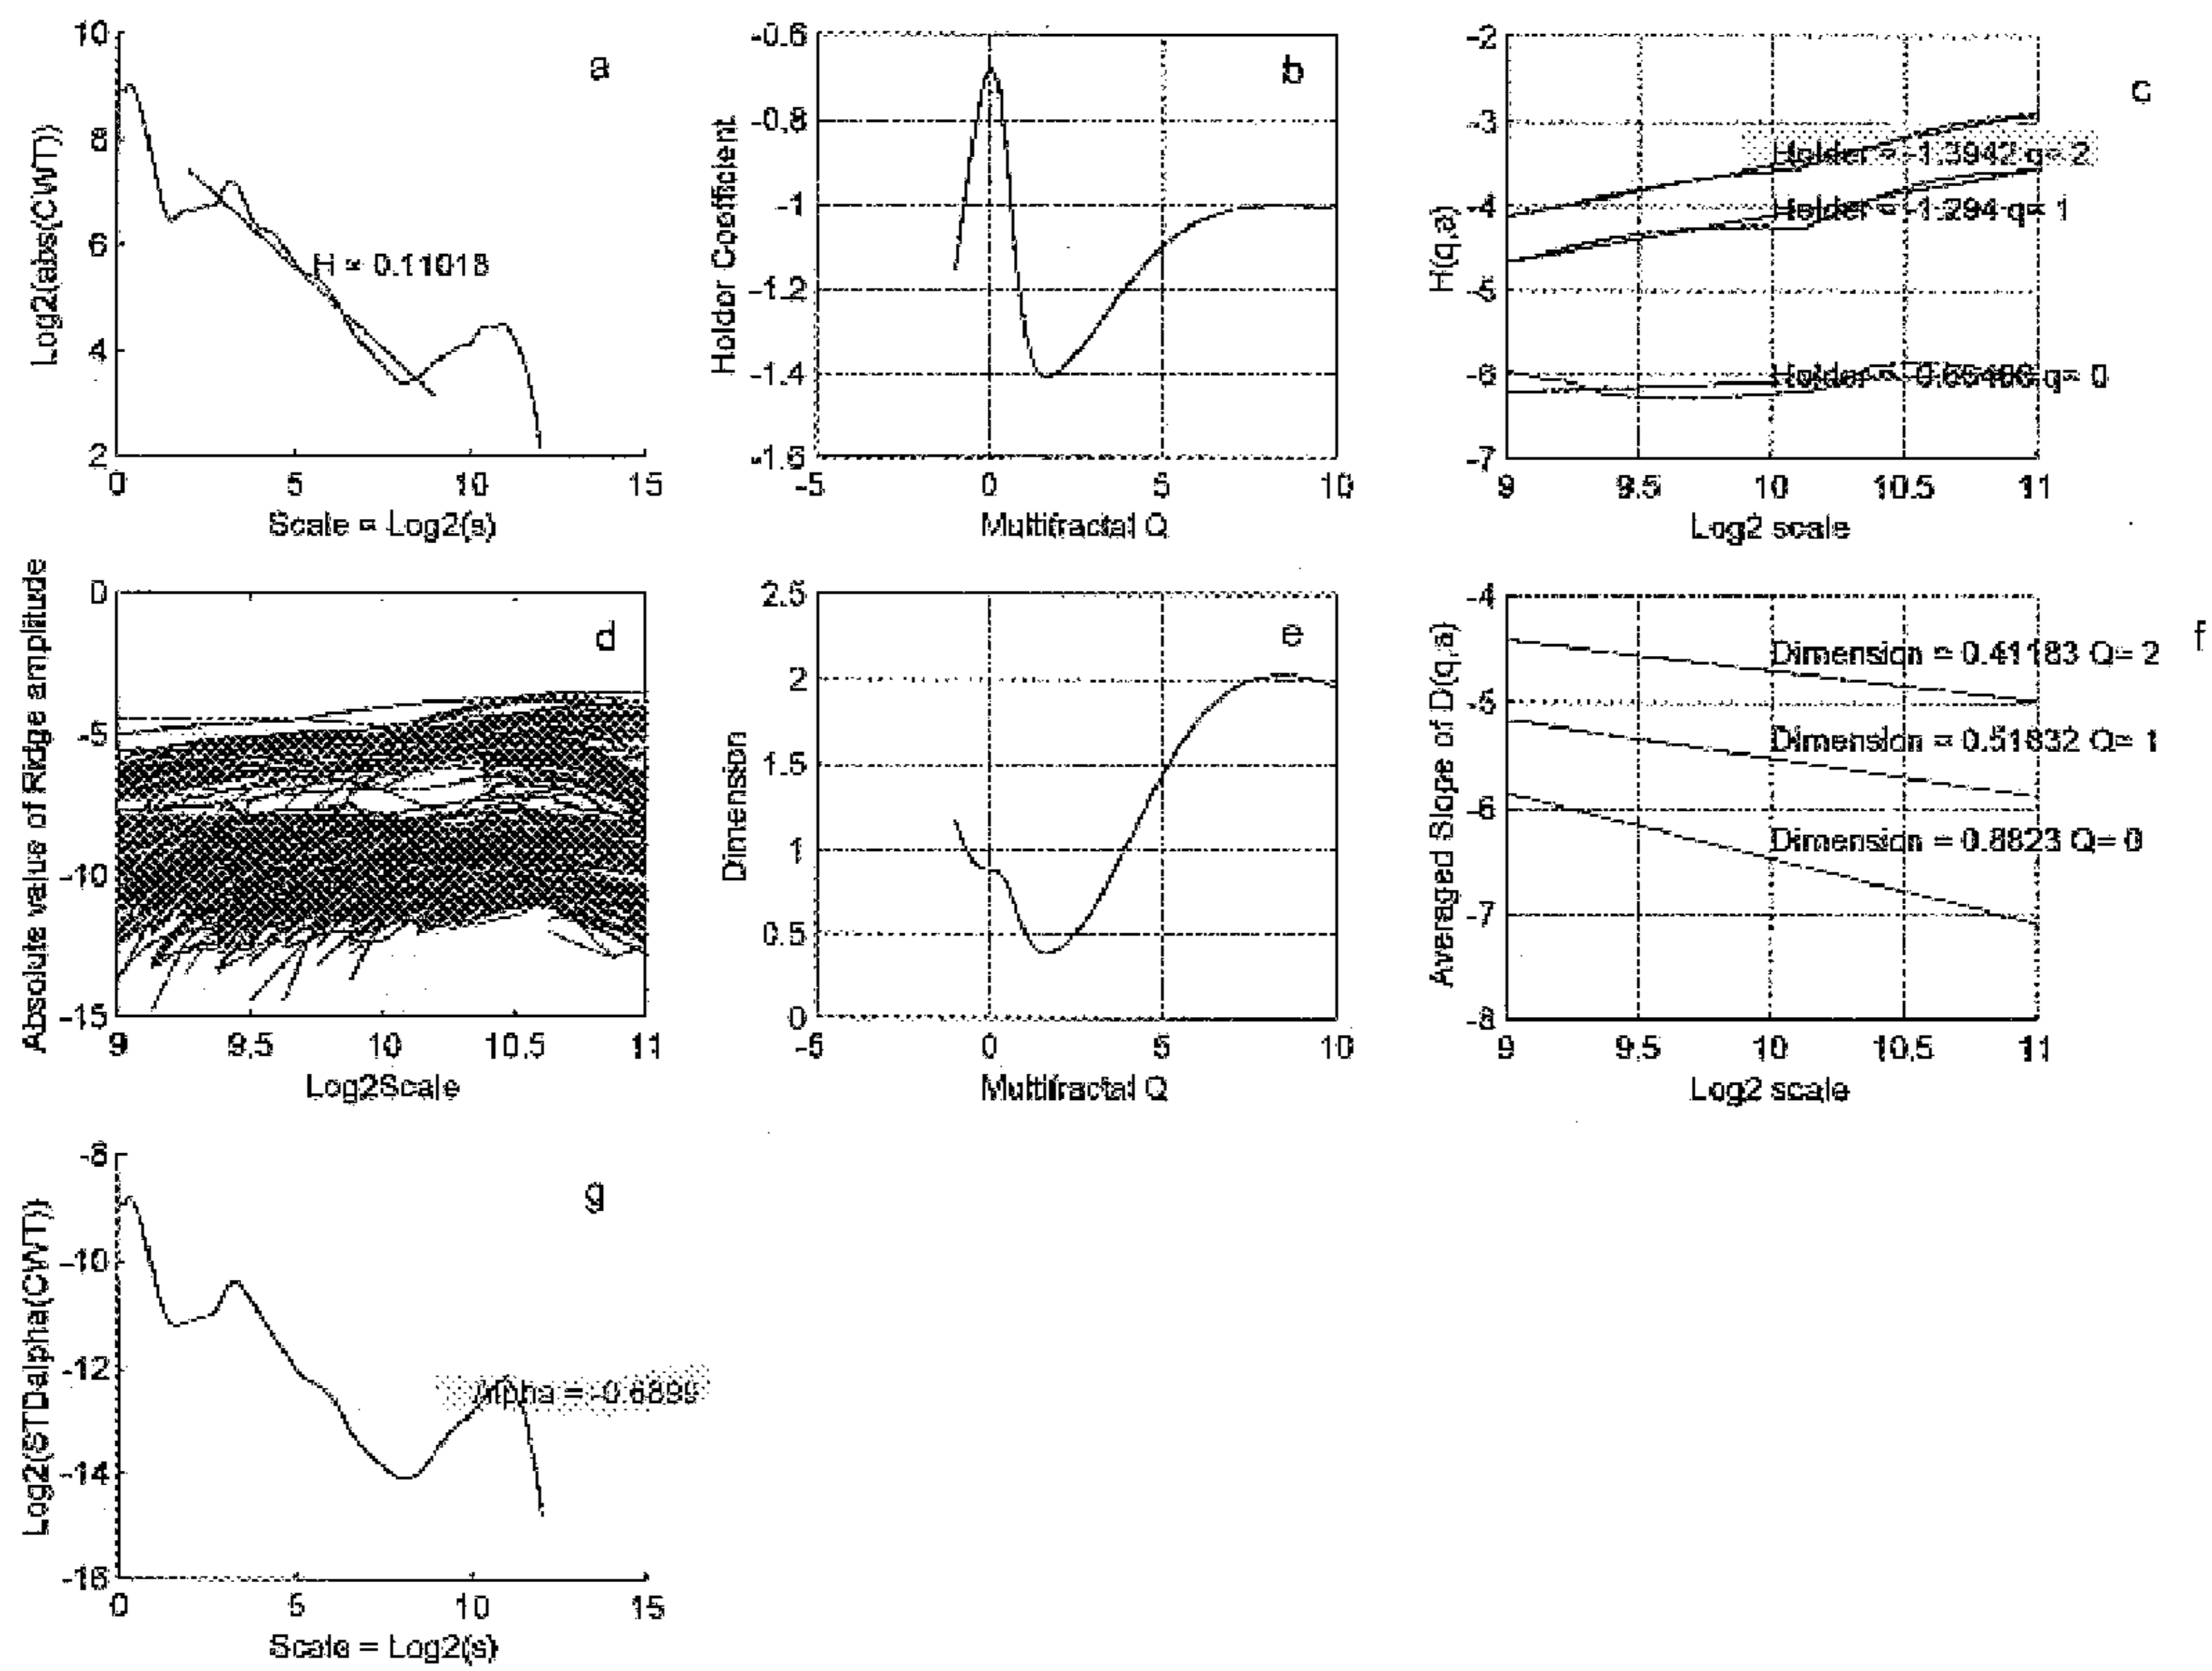 a
10
8
6
4
2
0 5 10 15
Log2(abs(CWT))
H = 0.11018
Scale = Log2(s)
b
-0.6
-0.8
-1
-1.2
-1.4
-1.6
-5 0 5 10
Holder Coefficient
Multifractal Q
c
-2
-3
-4
-5
-6
-7
9 9.5 10 10.5 11
H(q,a)
Holder = -1.3942 q= 2
Holder = -1.294 q= 1
Holder = q= 0
Log2 scale
d
0
-5
-10
-15
9 9.5 10 10.5 11
Absolute value of Ridge amplitude
Log2Scale
e
2.5
2
1.5
1
0.5
0
-5 0 5 10
Dimension
Multifractal Q
f
-4
-5
-6
-7
-8
9 9.5 10 10.5 11
Averaged Slope of D(q,a)
Dimension = 0.41183 Q= 2
Dimension = 0.51832 Q= 1
Dimension = 0.8823 Q= 0
Log2 scale
g
-8
-10
-12
-14
-16
0 5 10 15
Log2(STDalpha(CWT))
Alpha = -0.6899
Scale = Log2(s)